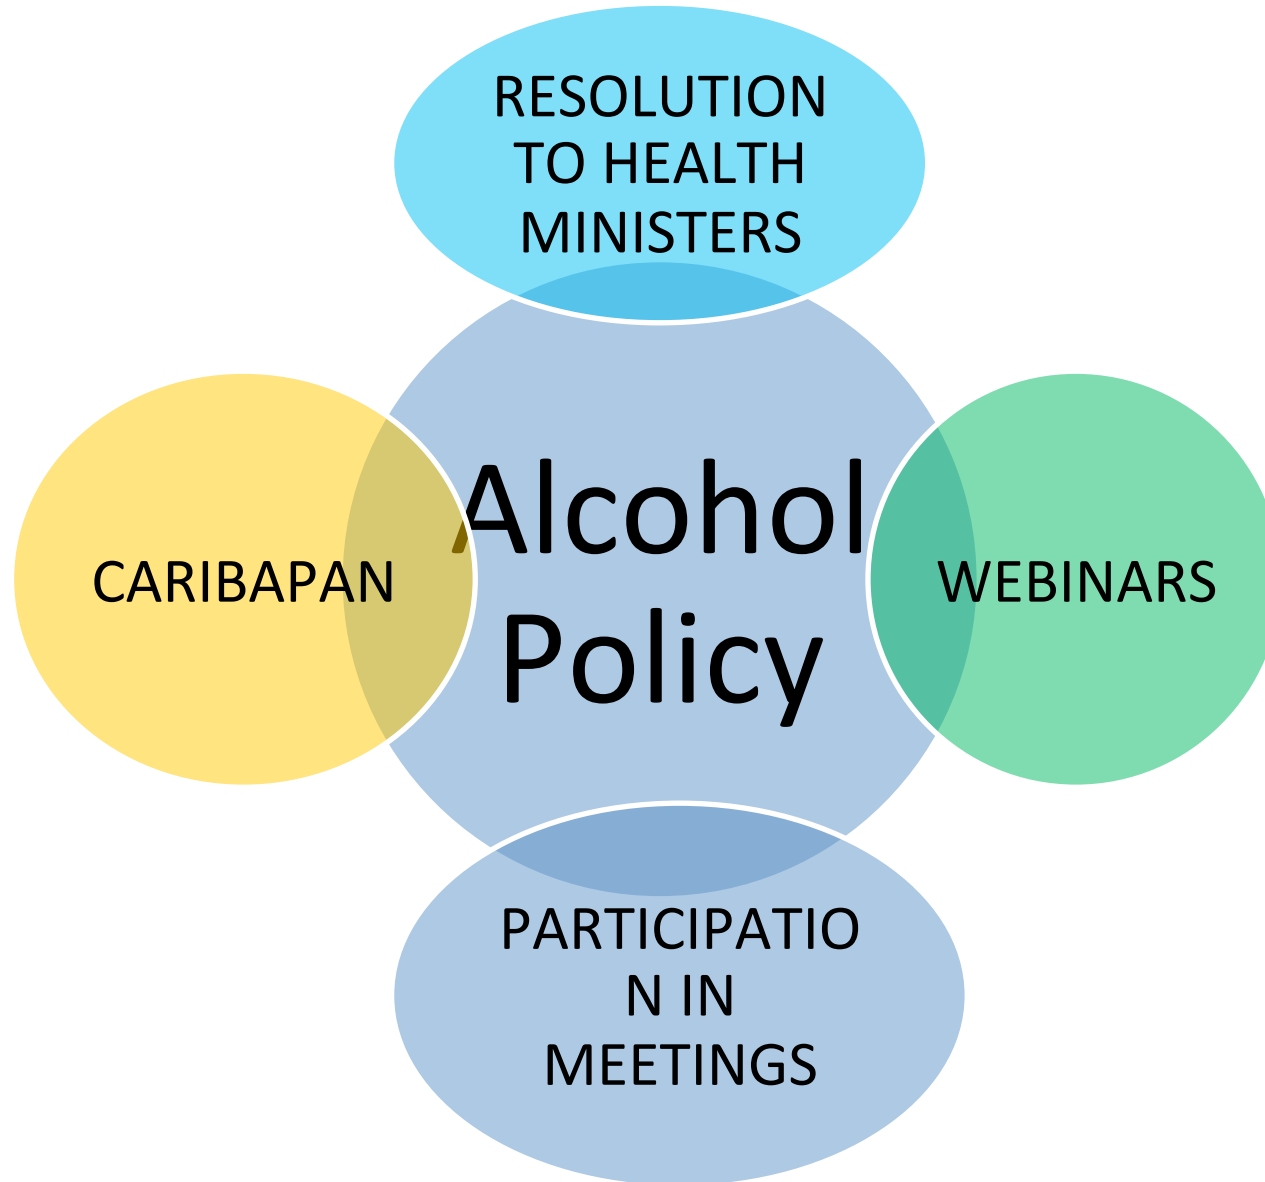 RESOLUTION
TO HEALTH
MINISTERS
Alcohol
Policy
CARIBAPAN
WEBINARS
PARTICIPATIO
N IN
MEETINGS